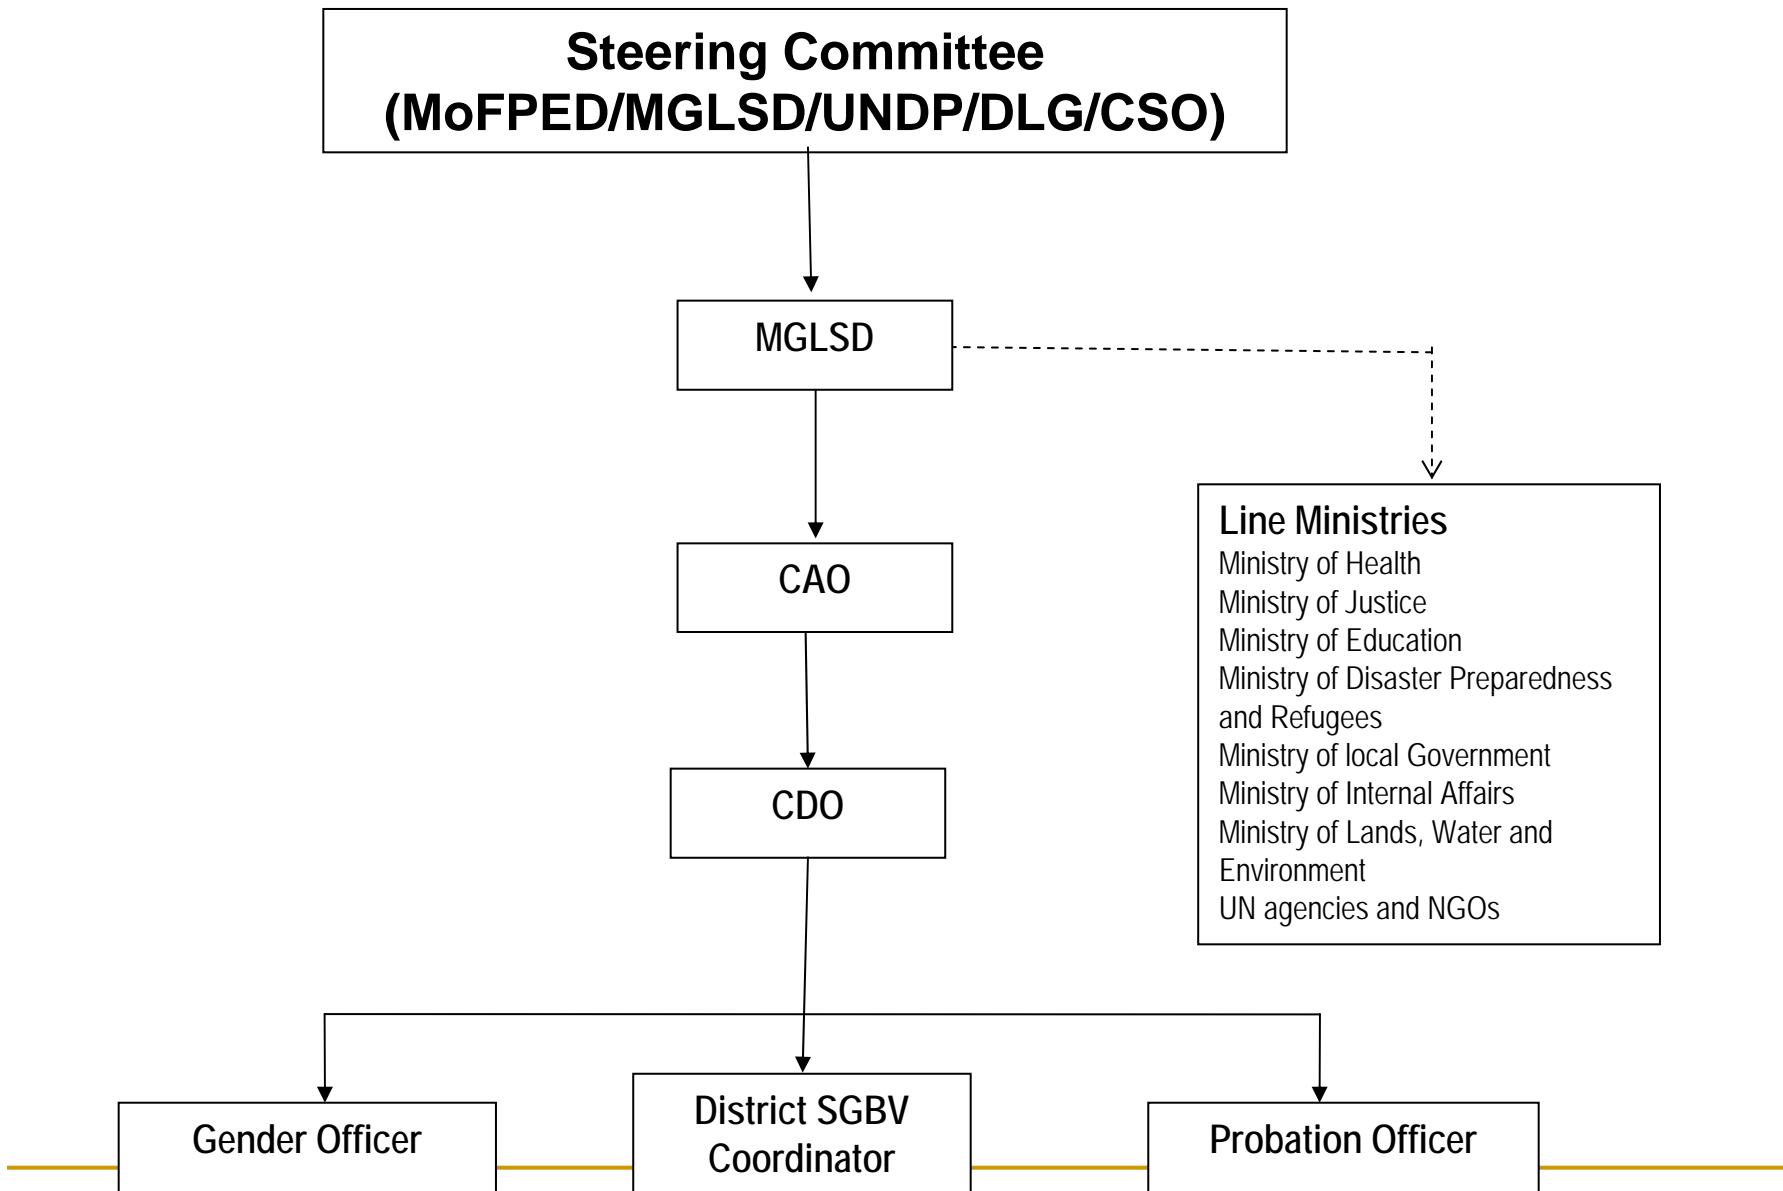 Steering Committee
(MoFPED/MGLSD/UNDP/DLG/CSO)
MGLSD
CAO
CDO
Line Ministries
Ministry of Health
Ministry of Justice
Ministry of Education
Ministry of Disaster Preparedness
and Refugees
Ministry of local Government
Ministry of Internal Affairs
Ministry of Lands, Water and
Environment
UN agencies and NGOs
Gender Officer
District SGBV
Coordinator
Probation Officer